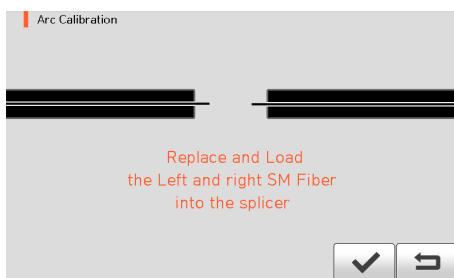 Arc Calibration
Replace and Load
the Left and right SM Fiber
into the splicer